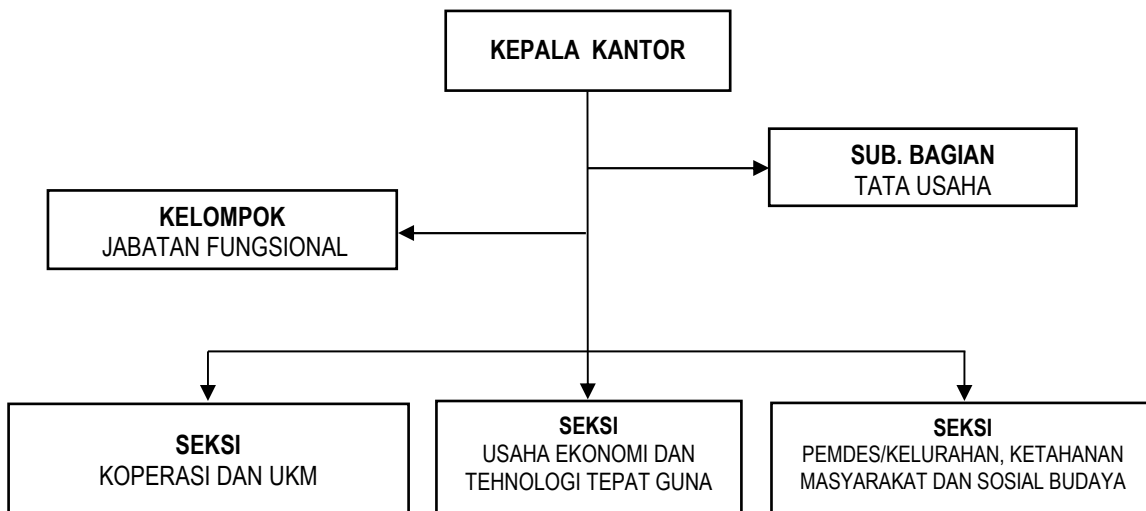 KEPALA KANTOR
SUB. BAGIAN
TATA USAHA
KELOMPOK
JABATAN FUNGSIONAL
SEKSI
KOPERASI DAN UKM
SEKSI
USAHA EKONOMI DAN
TEHNOLOGI TEPAT GUNA
SEKSI
PEMDES/KELURAHAN, KETAHANAN
MASYARAKAT DAN SOSIAL BUDAYA